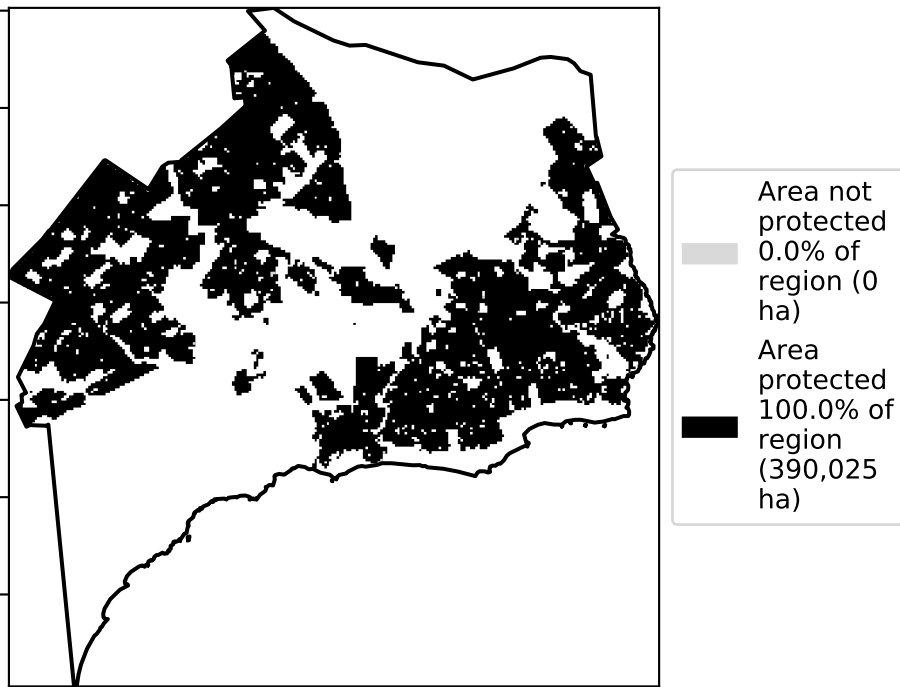 Area not
protected
0.0% of
region (0
ha)
Area
protected
100.0% of
region
(390,025
ha)